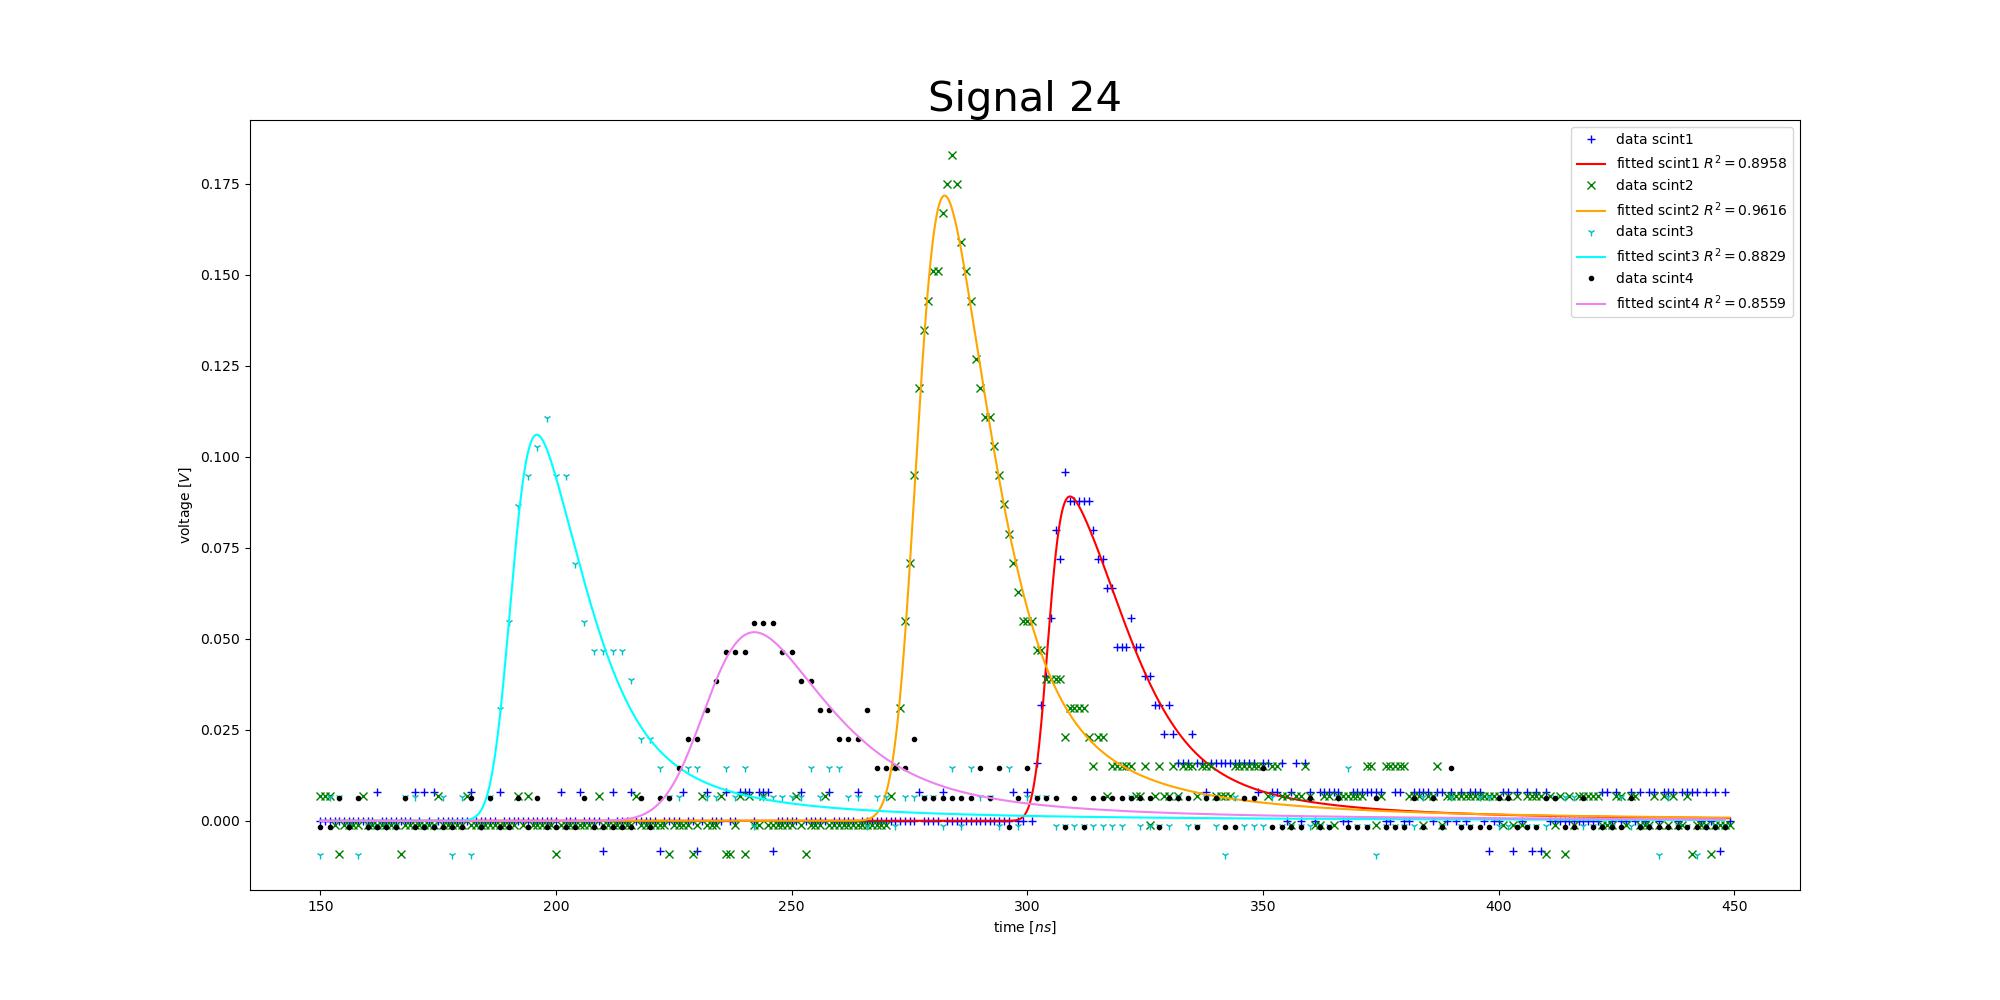 Signal 24
data scint1
fitted scint1 R² = 0.8958
data scint2
fitted scint2 R² = 0.9616
data scint3
fitted scint3 R² = 0.8829
data scint4
fitted scint4 R² = 0.8559
0.175
0.150
0.125
0.100
0.075
0.050
0.025
0.000
voltage [V]
150 200 250 300 350 400 450
time [ns]